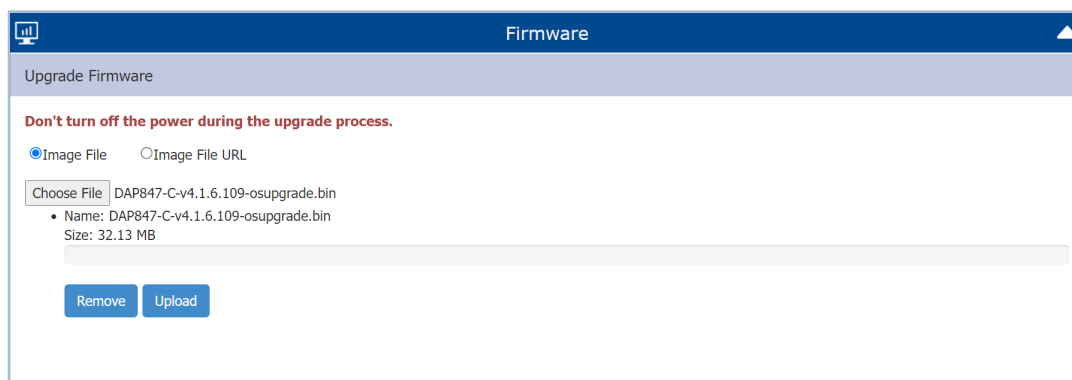 Firmware
Upgrade Firmware
Don't turn off the power during the upgrade process.
Image File Image File URL
Choose File DAP847-C-v4.1.6.109-osupgrade.bin
• Name: DAP847-C-v4.1.6.109-osupgrade.bin
Size: 32.13 MB
Remove Upload